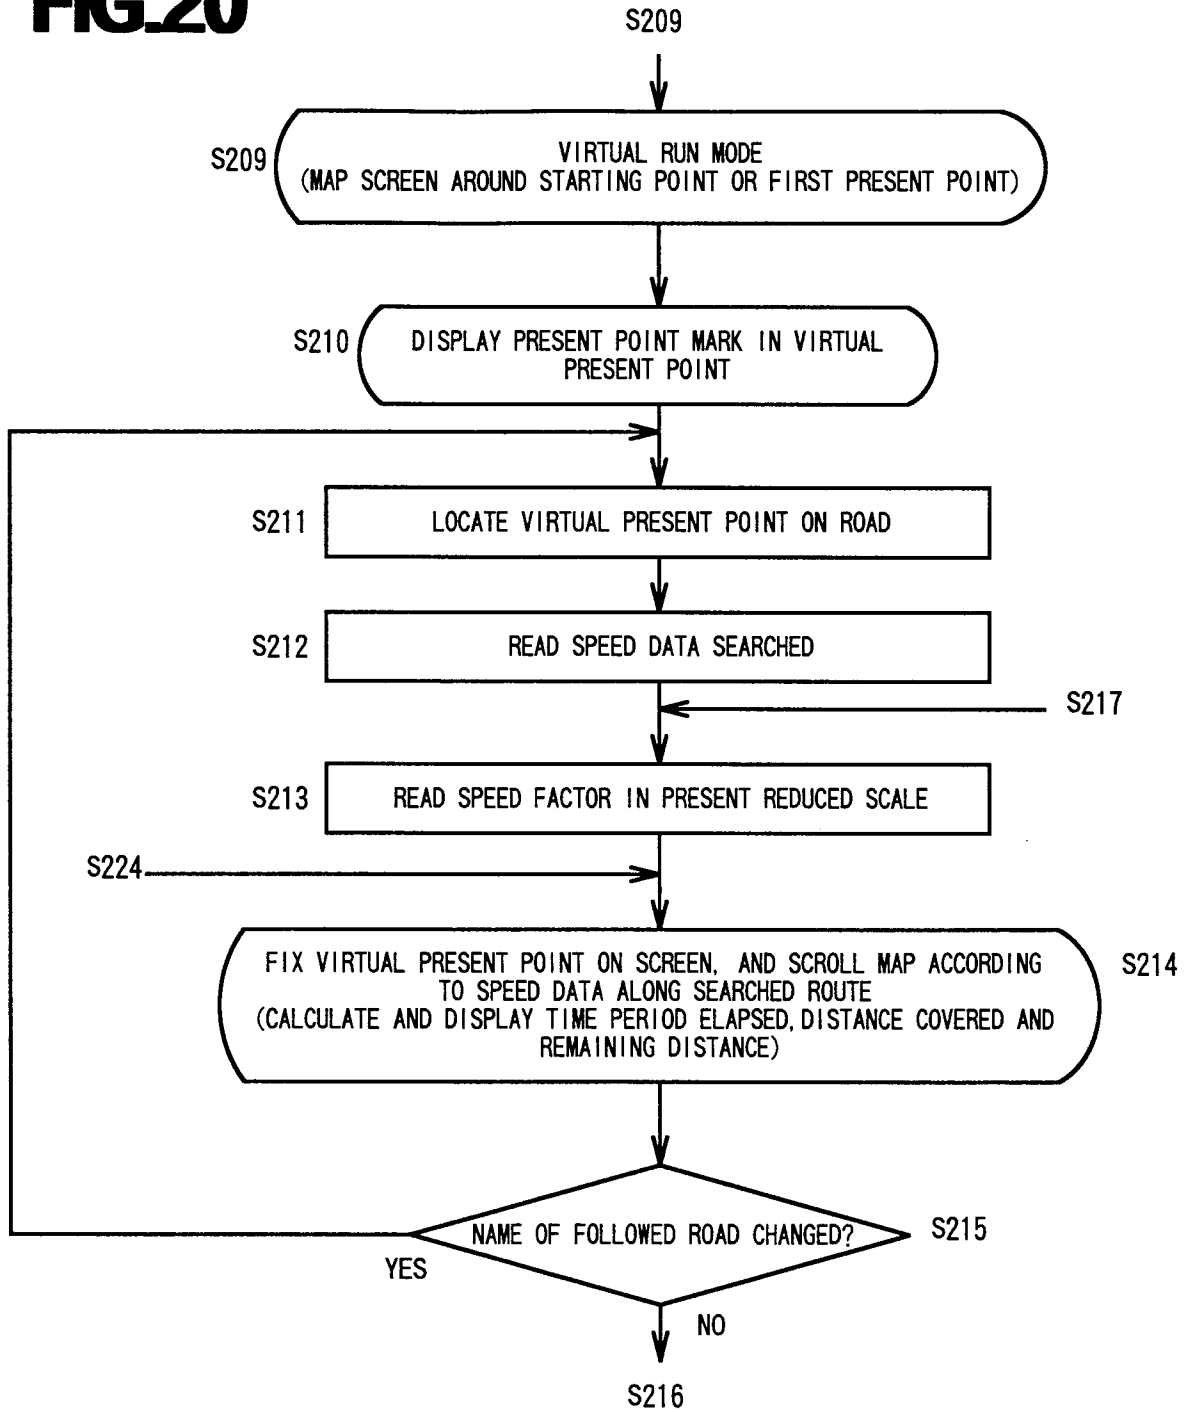 FIG.20
S209
S209
VIRTUAL RUN MODE
(MAP SCREEN AROUND STARTING POINT OR FIRST PRESENT POINT)
S210
DISPLAY PRESENT POINT MARK IN VIRTUAL
PRESENT POINT
S211
LOCATE VIRTUAL PRESENT POINT ON ROAD
S212
READ SPEED DATA SEARCHED
S217
S213
READ SPEED FACTOR IN PRESENT REDUCED SCALE
S224
FIX VIRTUAL PRESENT POINT ON SCREEN, AND SCROLL MAP ACCORDING
TO SPEED DATA ALONG SEARCHED ROUTE
(CALCULATE AND DISPLAY TIME PERIOD ELAPSED, DISTANCE COVERED AND
REMAINING DISTANCE)
S214
NAME OF FOLLOWED ROAD CHANGED?
S215
YES
NO
S216